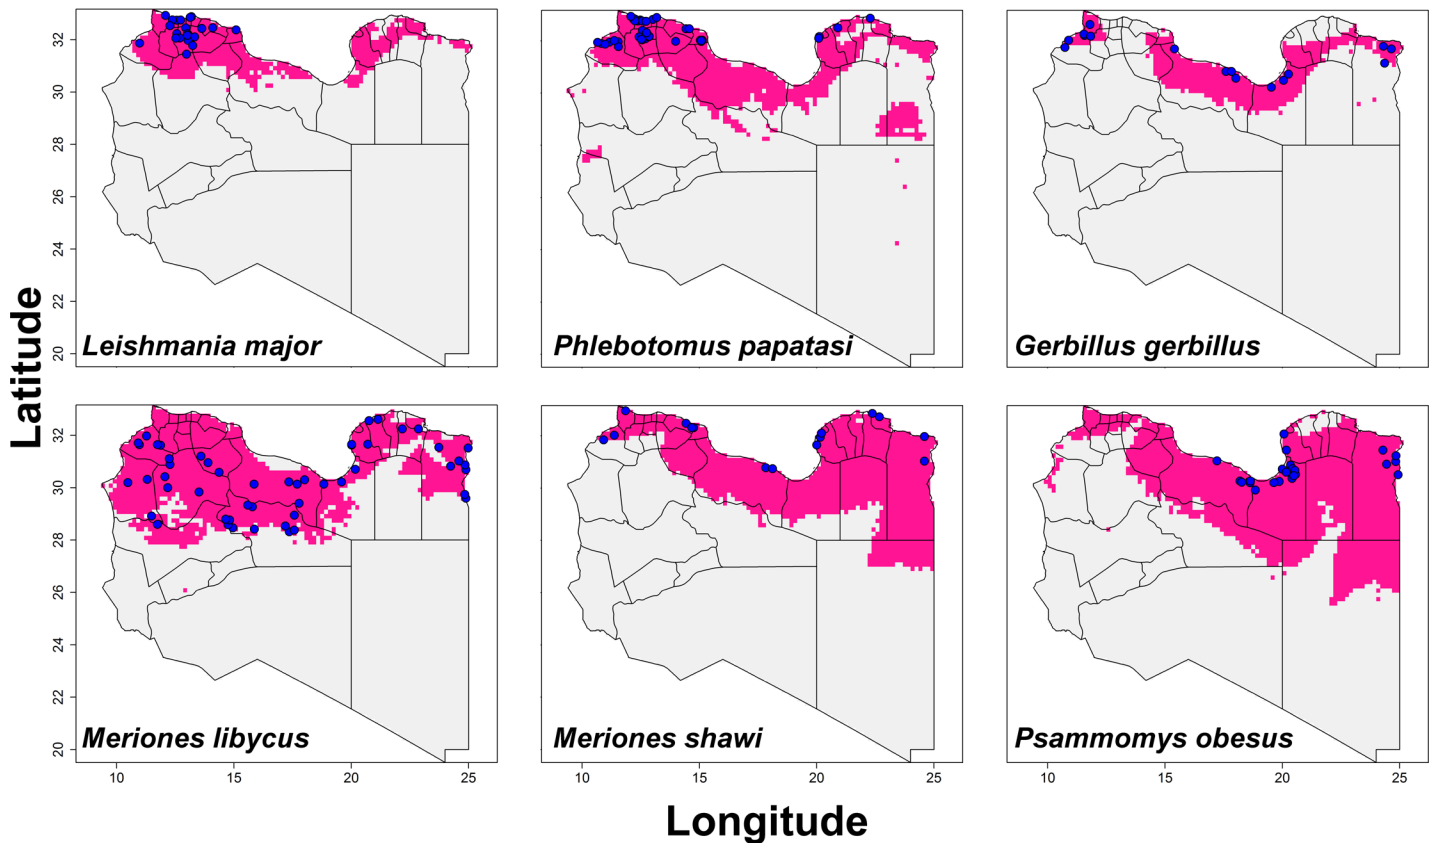 32
30
28
26
24
22
20
Leishmania major
Phlebotomus papatasi
Gerbillus gerbillus
Latitude
32
30
28
26
24
22
20
Meriones libycus
Meriones shawi
Psammomys obesus
10 15 20 25
10 15 20 25
10 15 20 25
Longitude